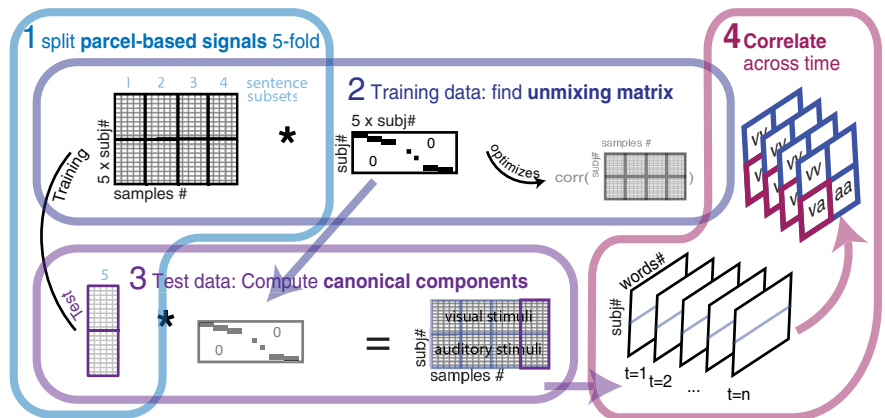 1 split parcel-based signals 5-fold
1 2 3 4 sentence
subsets
5 x subj#
samples #
*
Training
2 Training data: find unmixing matrix
5 x subj#
subj#
0
0
optimizes
samples #
subj#
corr( )
3 Test data: Compute canonical components
Test
5
*
0
0
=
subj#
visual stimuli
auditory stimuli
samples #
4 Correlate
across time
vv
vv
vv
vv
v
v
v
va
aa
words#
subj#
t=1
t=2
...
t=n